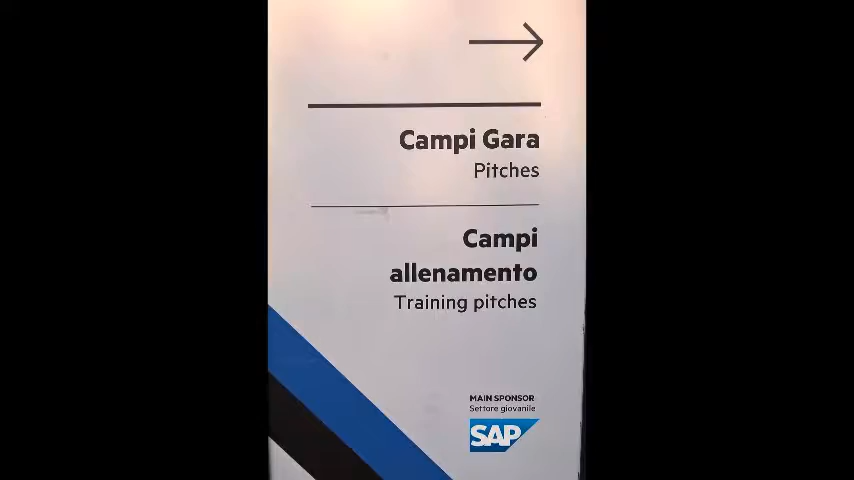 Campi Gara
Pitches
Campi
allenamento
Training pitches
MAIN SPONSOR
Settore giovanile
SAP